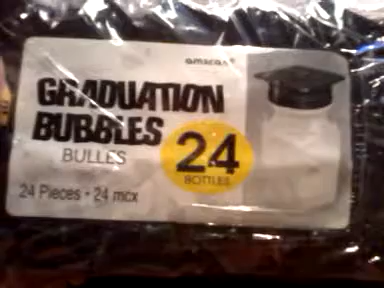 amscan®
GRADUATION
BUBBLES
BULLES
24
BOTTLES
24 Pieces • 24 mcx